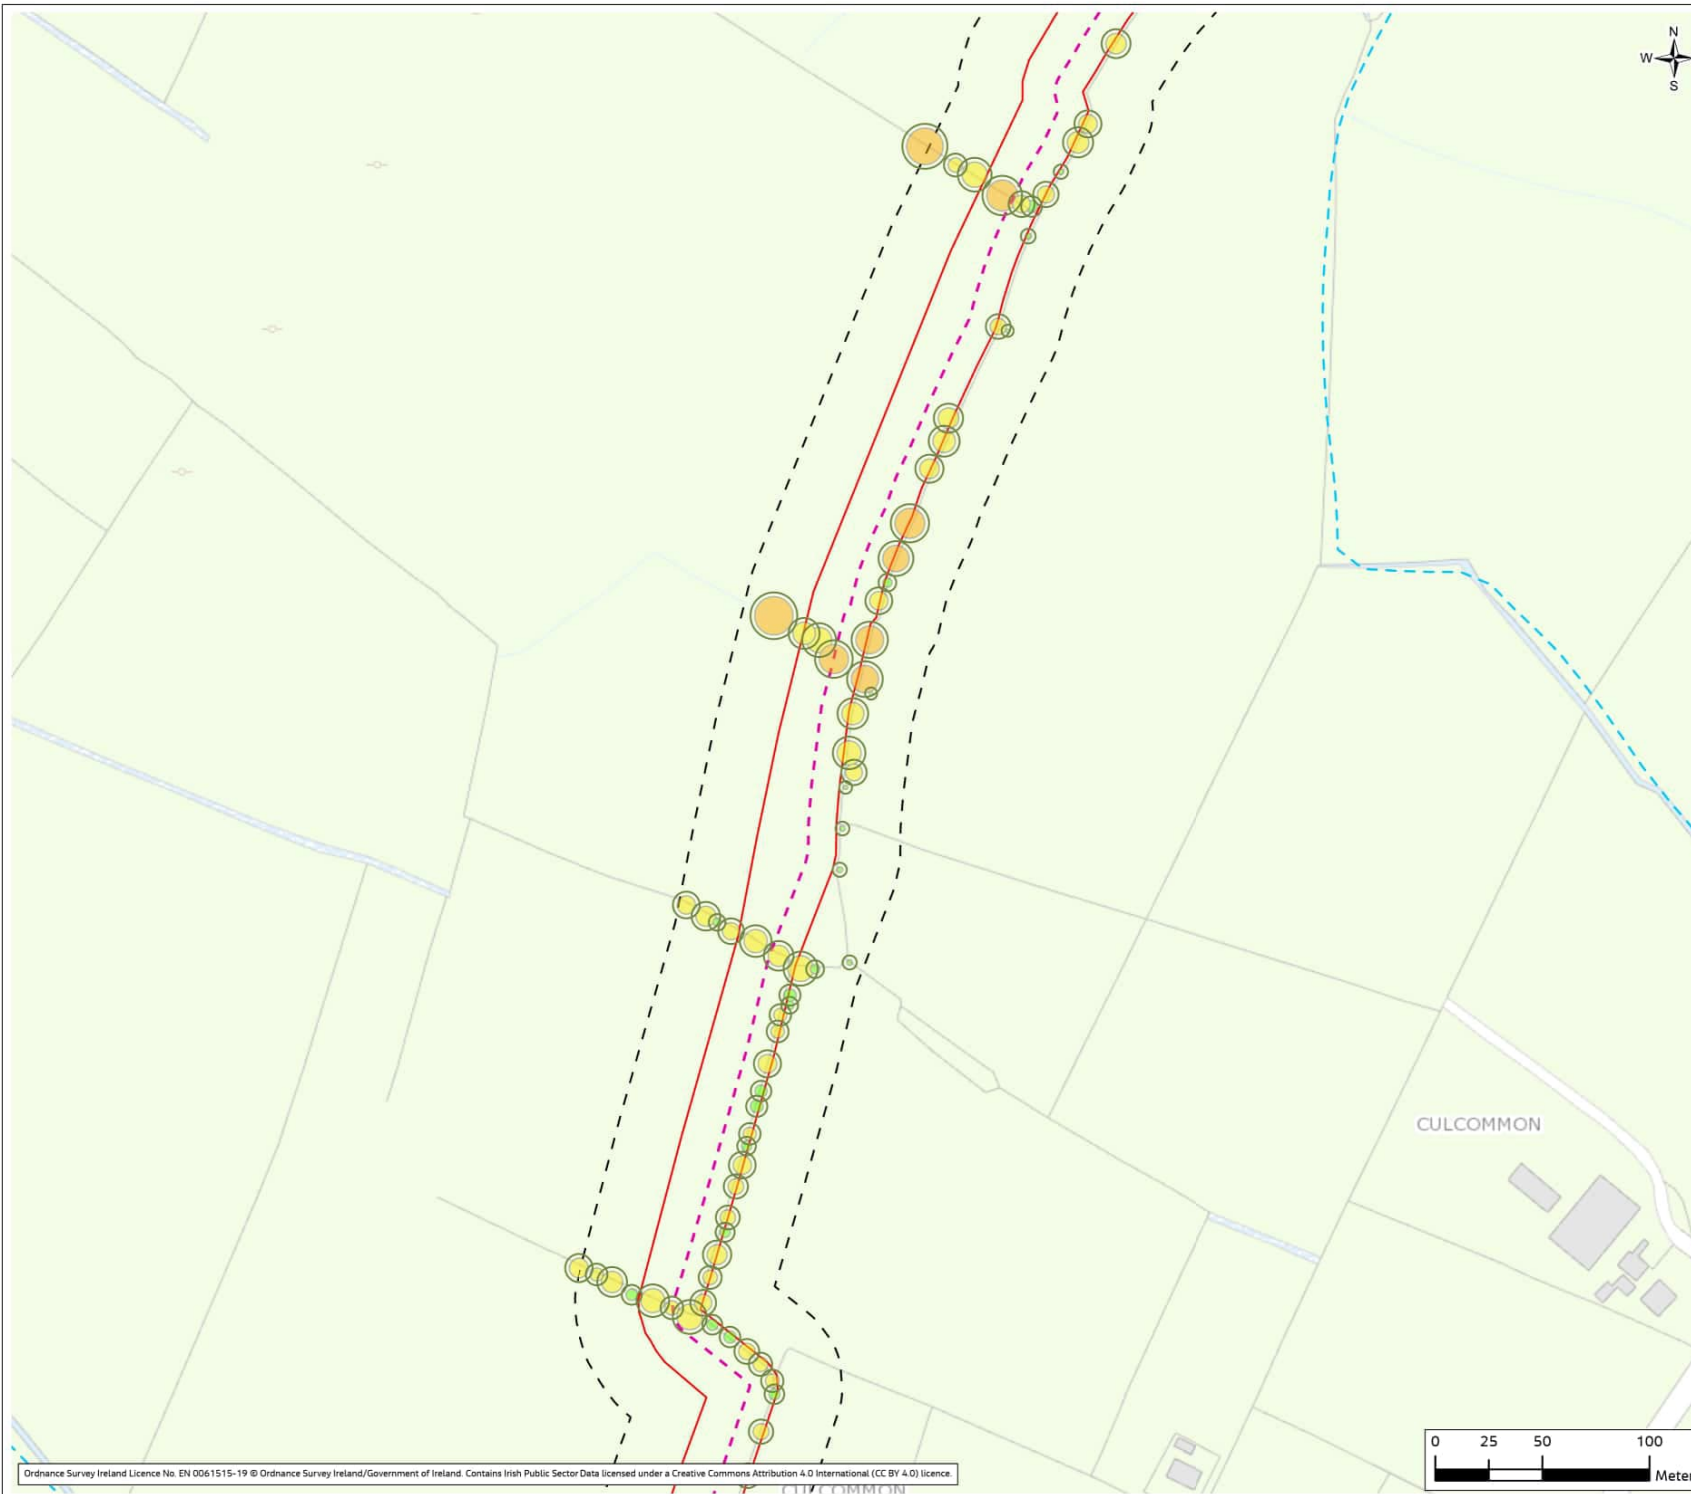 N
W
S
CULCOMMON
0 25 50 100
Meter
Ordnance Survey Ireland Licence No. EN 0061515-19 © Ordnance Survey Ireland/Government of Ireland. Contains Irish Public Sector Data licensed under a Creative Commons Attribution 4.0 International (CC BY 4.0) licence.
CULCOMMON